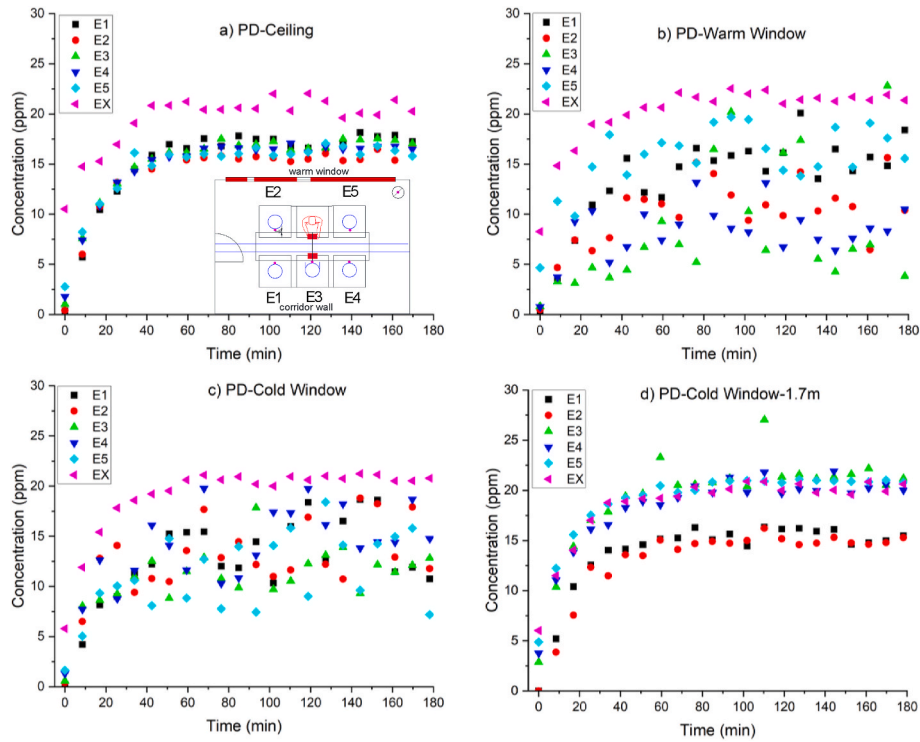 a) PD-Ceiling
E1
E2
E3
E4
E5
EX
Concentration (ppm)
30
25
20
15
10
5
0
0 20 40 60 80 100 120 140 160 180
Time (min)
warm window
E2 E5
E1 E3 E4
corridor wall
b) PD-Warm Window
E1
E2
E3
E4
E5
EX
Concentration (ppm)
30
25
20
15
10
5
0
0 20 40 60 80 100 120 140 160 180
Time (min)
c) PD-Cold Window
E1
E2
E3
E4
E5
EX
Concentration (ppm)
30
25
20
15
10
5
0
0 20 40 60 80 100 120 140 160 180
Time (min)
d) PD-Cold Window-1.7m
E1
E2
E3
E4
E5
EX
Concentration (ppm)
30
25
20
15
10
5
0
0 20 40 60 80 100 120 140 160 180
Time (min)